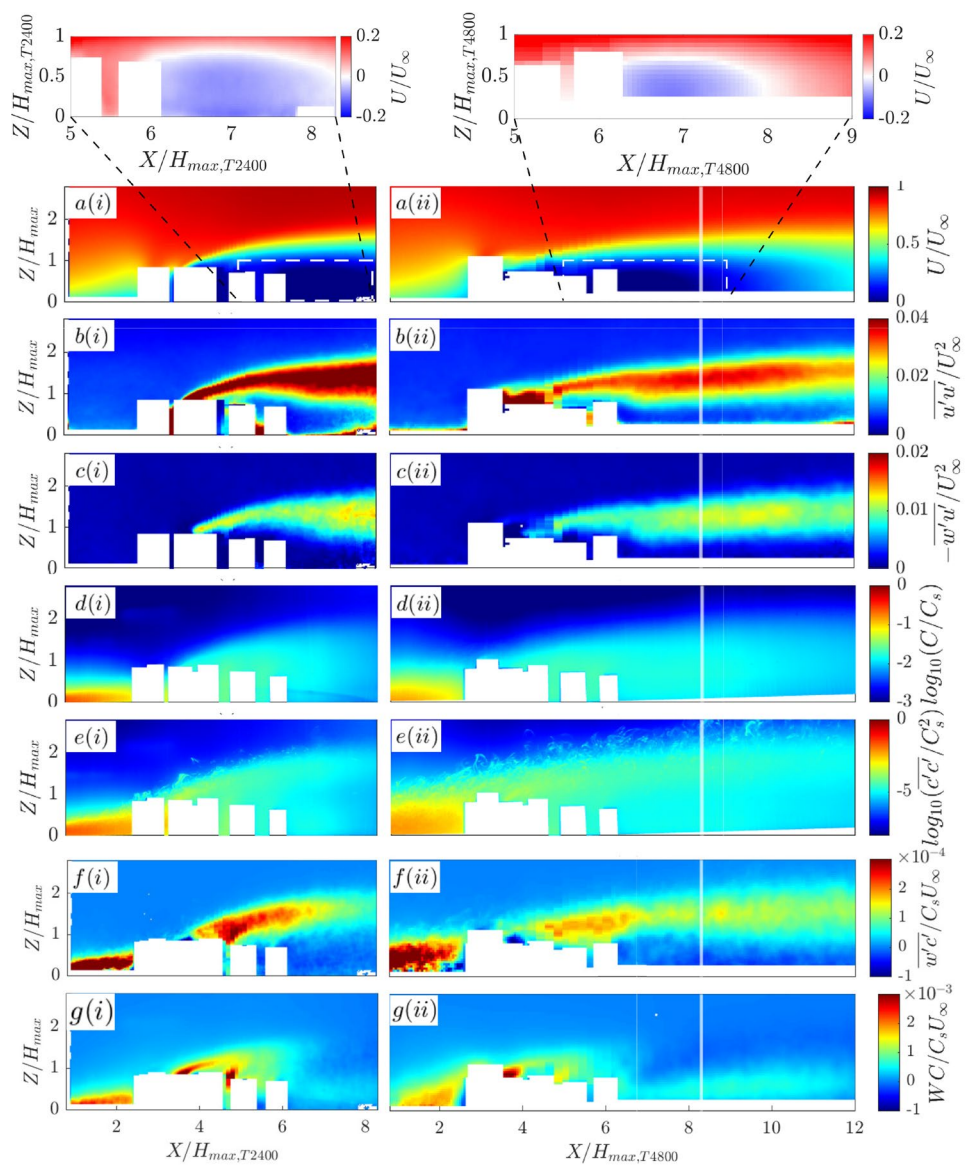 Z/H_{max,T2400}
1
0.5
0
5 6 7 8
X/H_{max,T2400}
0.2
-0.2
U/U_∞
Z/H_{max,T4800}
1
0.5
0
5 6 7 8 9
X/H_{max,T4800}
0.2
-0.2
U/U_∞
a(i)
a(ii)
Z/H_{max}
2
1
0
1
0.5
0
U/U_∞
b(i)
b(ii)
Z/H_{max}
2
1
0
0.04
0.02
0
\overline{u'u'}/U_∞^2
c(i)
c(ii)
Z/H_{max}
2
1
0
0.02
0.01
0
-\overline{w'u'}/U_∞^2
d(i)
d(ii)
Z/H_{max}
2
1
0
0
-1
-2
-3
log_{10}(C/C_s)
e(i)
e(ii)
Z/H_{max}
2
1
0
0
-5
log_{10}(\overline{c'c'}/C_s^2)
f(i)
f(ii)
Z/H_{max}
2
1
0
×10^{-4}
2
1
0
-1
\overline{w'c'}/C_sU_∞
g(i)
g(ii)
Z/H_{max}
2
1
0
×10^{-3}
2
1
0
-1
WC/C_sU_∞
2 4 6 8
X/H_{max,T2400}
2 4 6 8 10 12
X/H_{max,T4800}